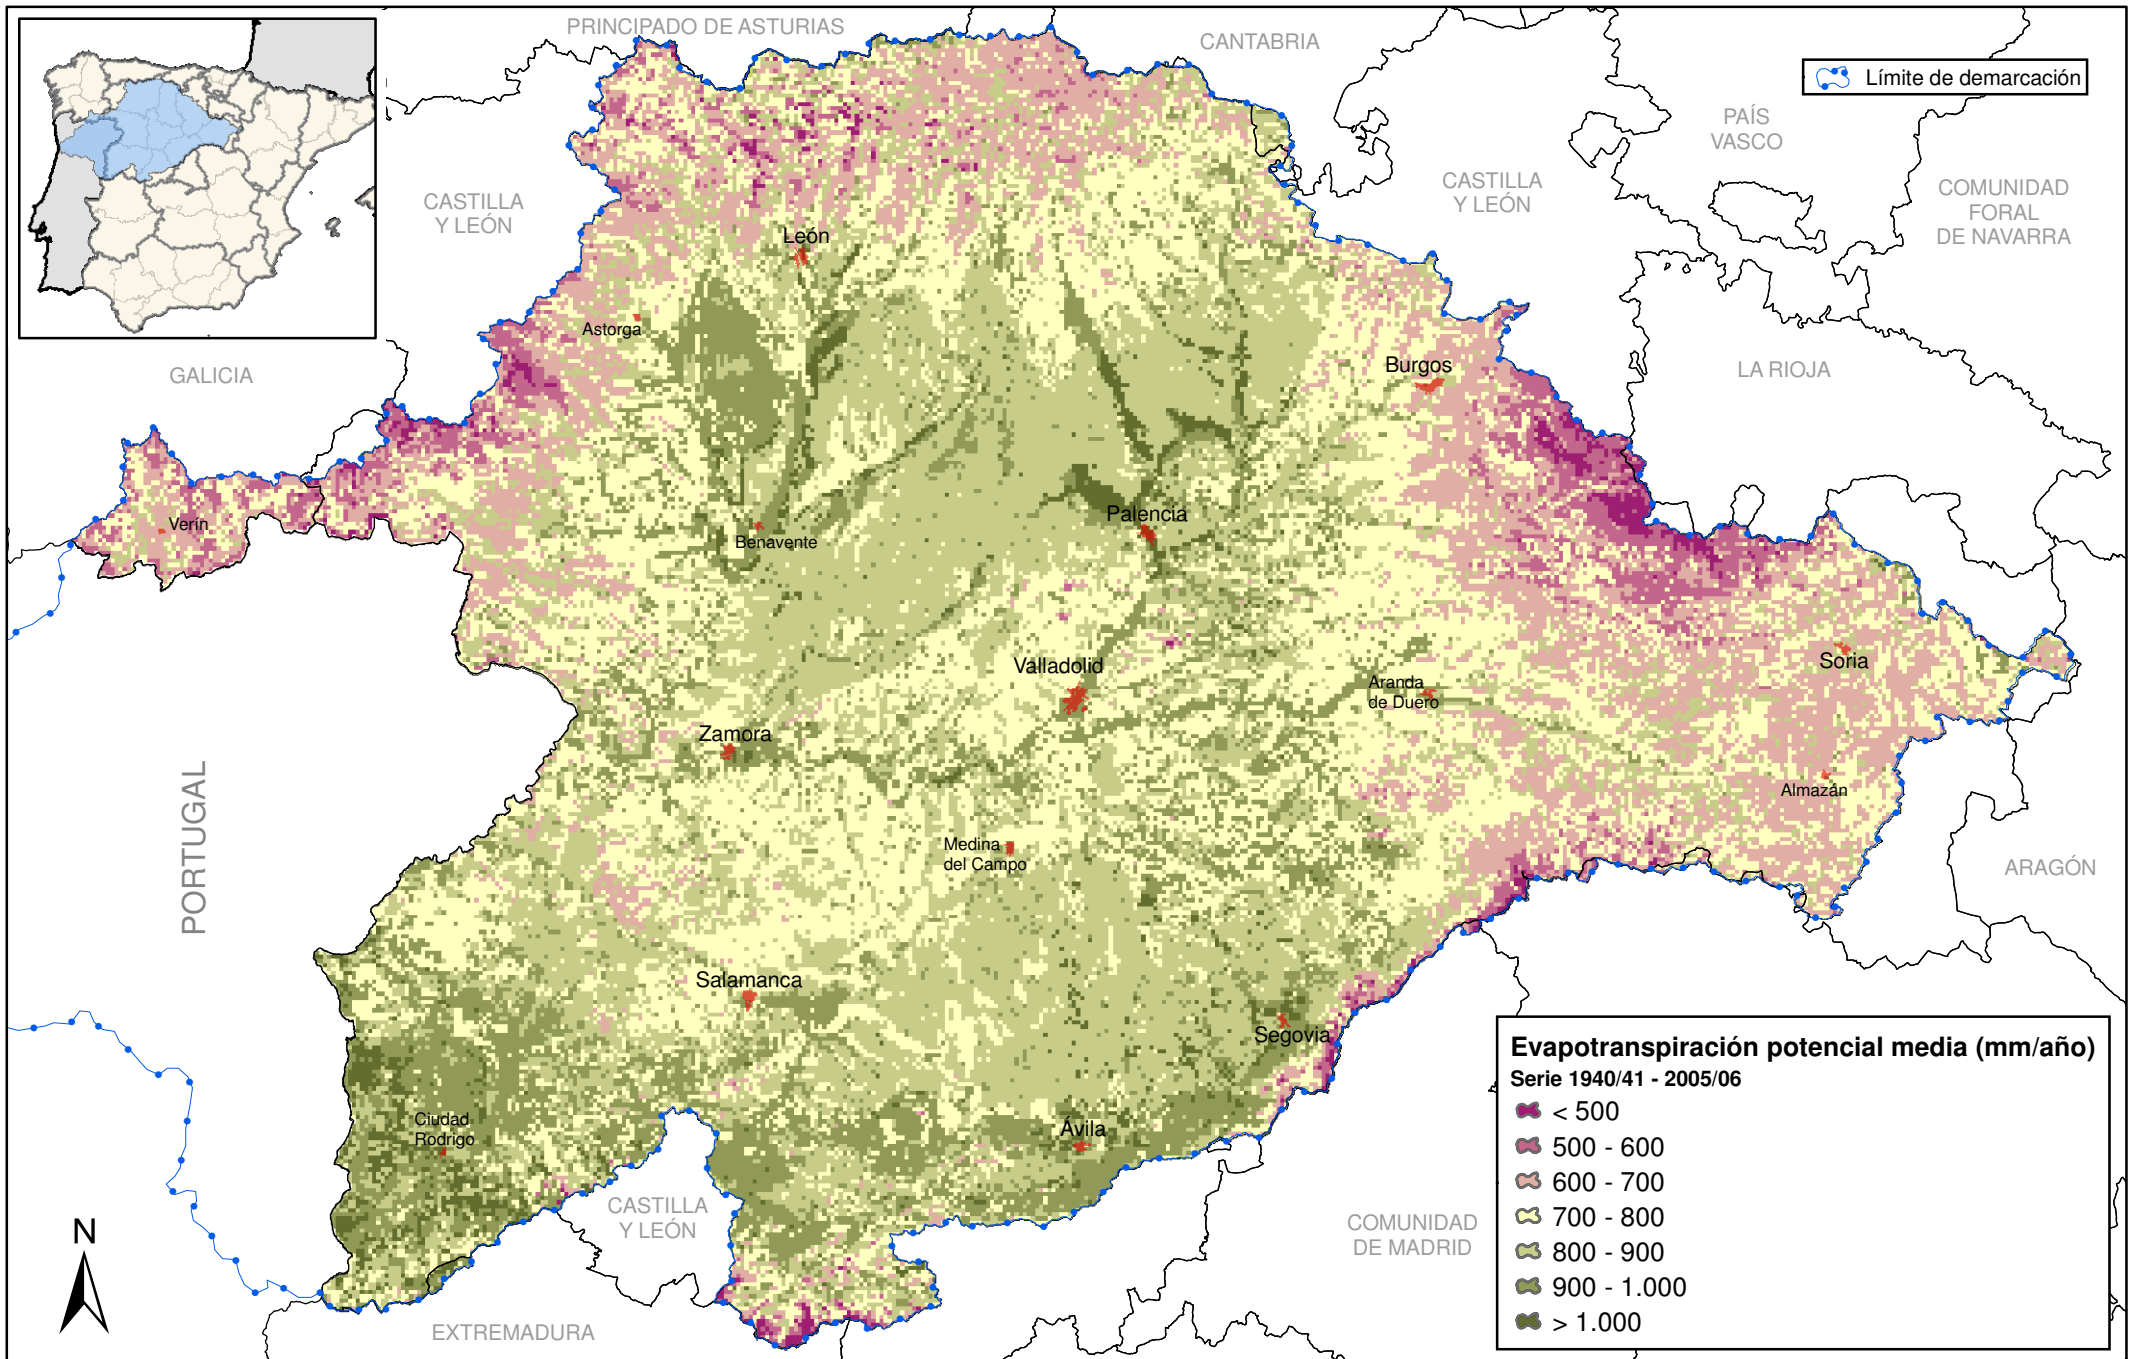 PRINCIPADO DE ASTURIAS
CANTABRIA
Límite de demarcación
PAÍS
VASCO
CASTILLA
Y LEÓN
CASTILLA
Y LEÓN
COMUNIDAD
FORAL
DE NAVARRA
León
Astorga
GALICIA
Burgos
LA RIOJA
Verín
Benavente
Palencia
Valladolid
Soria
Aranda
de Duero
Zamora
PORTUGAL
Almazán
Medina
del Campo
ARAGÓN
Salamanca
Segovia
Ciudad
Rodrigo
Ávila
CASTILLA
Y LEÓN
COMUNIDAD
DE MADRID
EXTREMADURA
N
Evapotranspiración potencial media (mm/año)
Serie 1940/41 - 2005/06
< 500
500 - 600
600 - 700
700 - 800
800 - 900
900 - 1.000
> 1.000